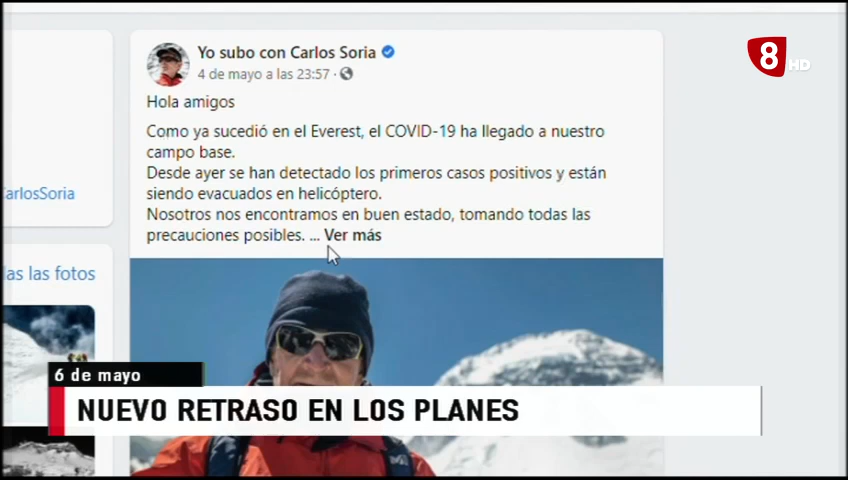 Yo subo con Carlos Soria
4 de mayo a las 23:57 ·
8
HD
Hola amigos
Como ya sucedió en el Everest, el COVID-19 ha llegado a nuestro
campo base.
Desde ayer se han detectado los primeros casos positivos y están
siendo evacuados en helicóptero.
arlosSoria
Nosotros nos encontramos en buen estado, tomando todas las
precauciones posibles. ... Ver más
as las fotos
6 de mayo
NUEVO RETRASO EN LOS PLANES